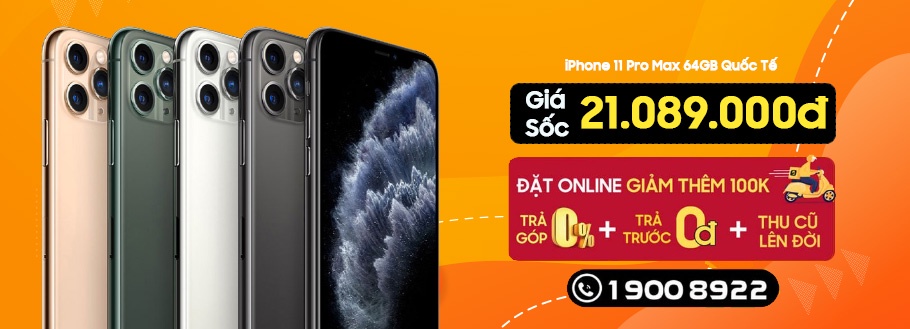 iPhone 11 Pro Max 64GB Quốc Tế
Giá Sốc 21.089.000đ
ĐẶT ONLINE GIẢM THÊM 100K
TRẢ GÓP 0% + TRẢ TRƯỚC 0đ + THU CŨ LÊN ĐỜI
1900 8922